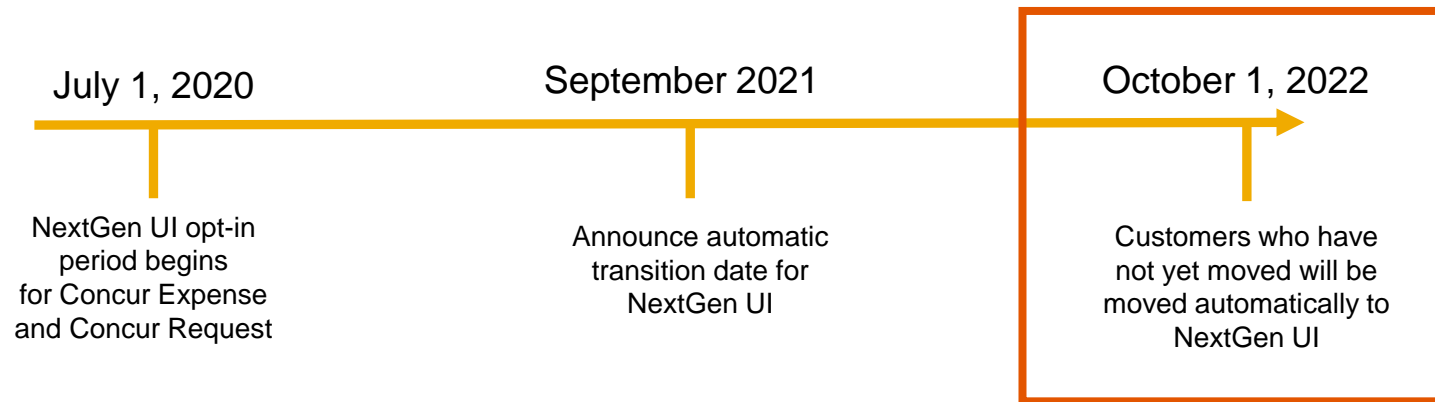 July 1, 2020
September 2021
October 1, 2022
NextGen UI opt-in
period begins
for Concur Expense
and Concur Request
Announce automatic
transition date for
NextGen UI
Customers who have
not yet moved will be
moved automatically to
NextGen UI